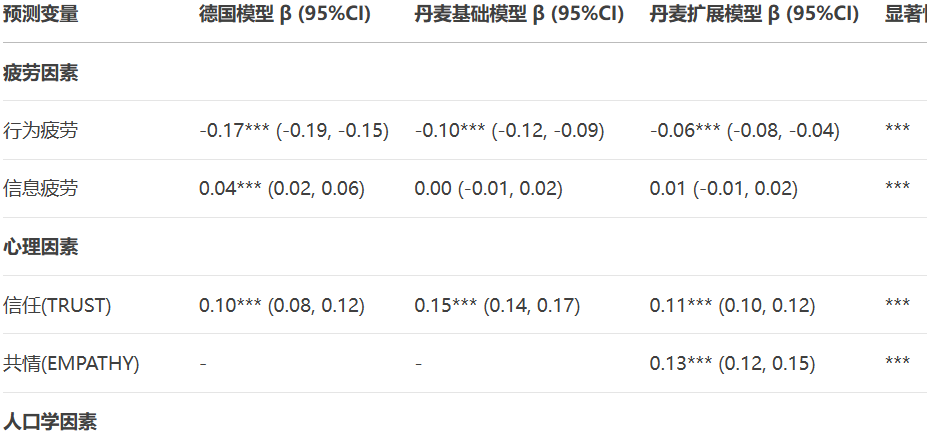 预测变量 德国模型 β (95%CI) 丹麦基础模型 β (95%CI) 丹麦扩展模型 β (95%CI) 显著
疲劳因素
行为疲劳 -0.17*** (-0.19, -0.15) -0.10*** (-0.12, -0.09) -0.06*** (-0.08, -0.04) ***
信息疲劳 0.04*** (0.02, 0.06) 0.00 (-0.01, 0.02) 0.01 (-0.01, 0.02) ***
心理因素
信任(TRUST) 0.10*** (0.08, 0.12) 0.15*** (0.14, 0.17) 0.11*** (0.10, 0.12) ***
共情(EMPATHY) - - 0.13*** (0.12, 0.15) ***
人口学因素